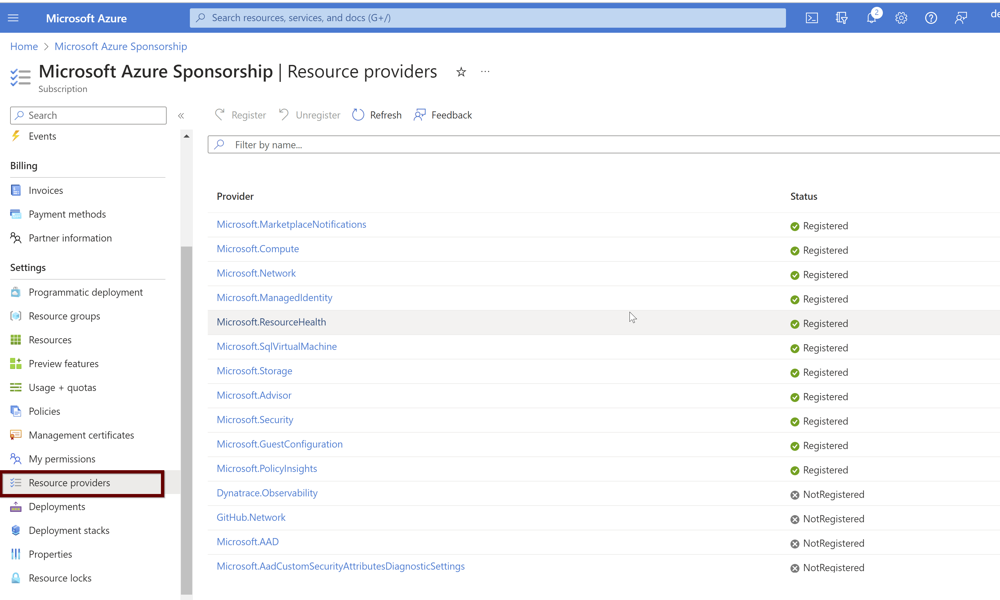 Microsoft Azure
Search resources, services, and docs (G+/)
2
de
Home > Microsoft Azure Sponsorship
Microsoft Azure Sponsorship | Resource providers
Subscription
Search
Register
Unregister
Refresh
Feedback
Filter by name...
Events
Billing
Invoices
Payment methods
Partner information
Settings
Programmatic deployment
Resource groups
Resources
Preview features
Usage + quotas
Policies
Management certificates
My permissions
Resource providers
Deployments
Deployment stacks
Properties
Resource locks
Provider Status
Microsoft.MarketplaceNotifications Registered
Microsoft.Compute Registered
Microsoft.Network Registered
Microsoft.ManagedIdentity Registered
Microsoft.ResourceHealth Registered
Microsoft.SqlVirtualMachine Registered
Microsoft.Storage Registered
Microsoft.Advisor Registered
Microsoft.Security Registered
Microsoft.GuestConfiguration Registered
Microsoft.PolicyInsights Registered
Dynatrace.Observability NotRegistered
GitHub.Network NotRegistered
Microsoft.AAD NotRegistered
Microsoft.AadCustomSecurityAttributesDiagnosticSettings NotRegistered